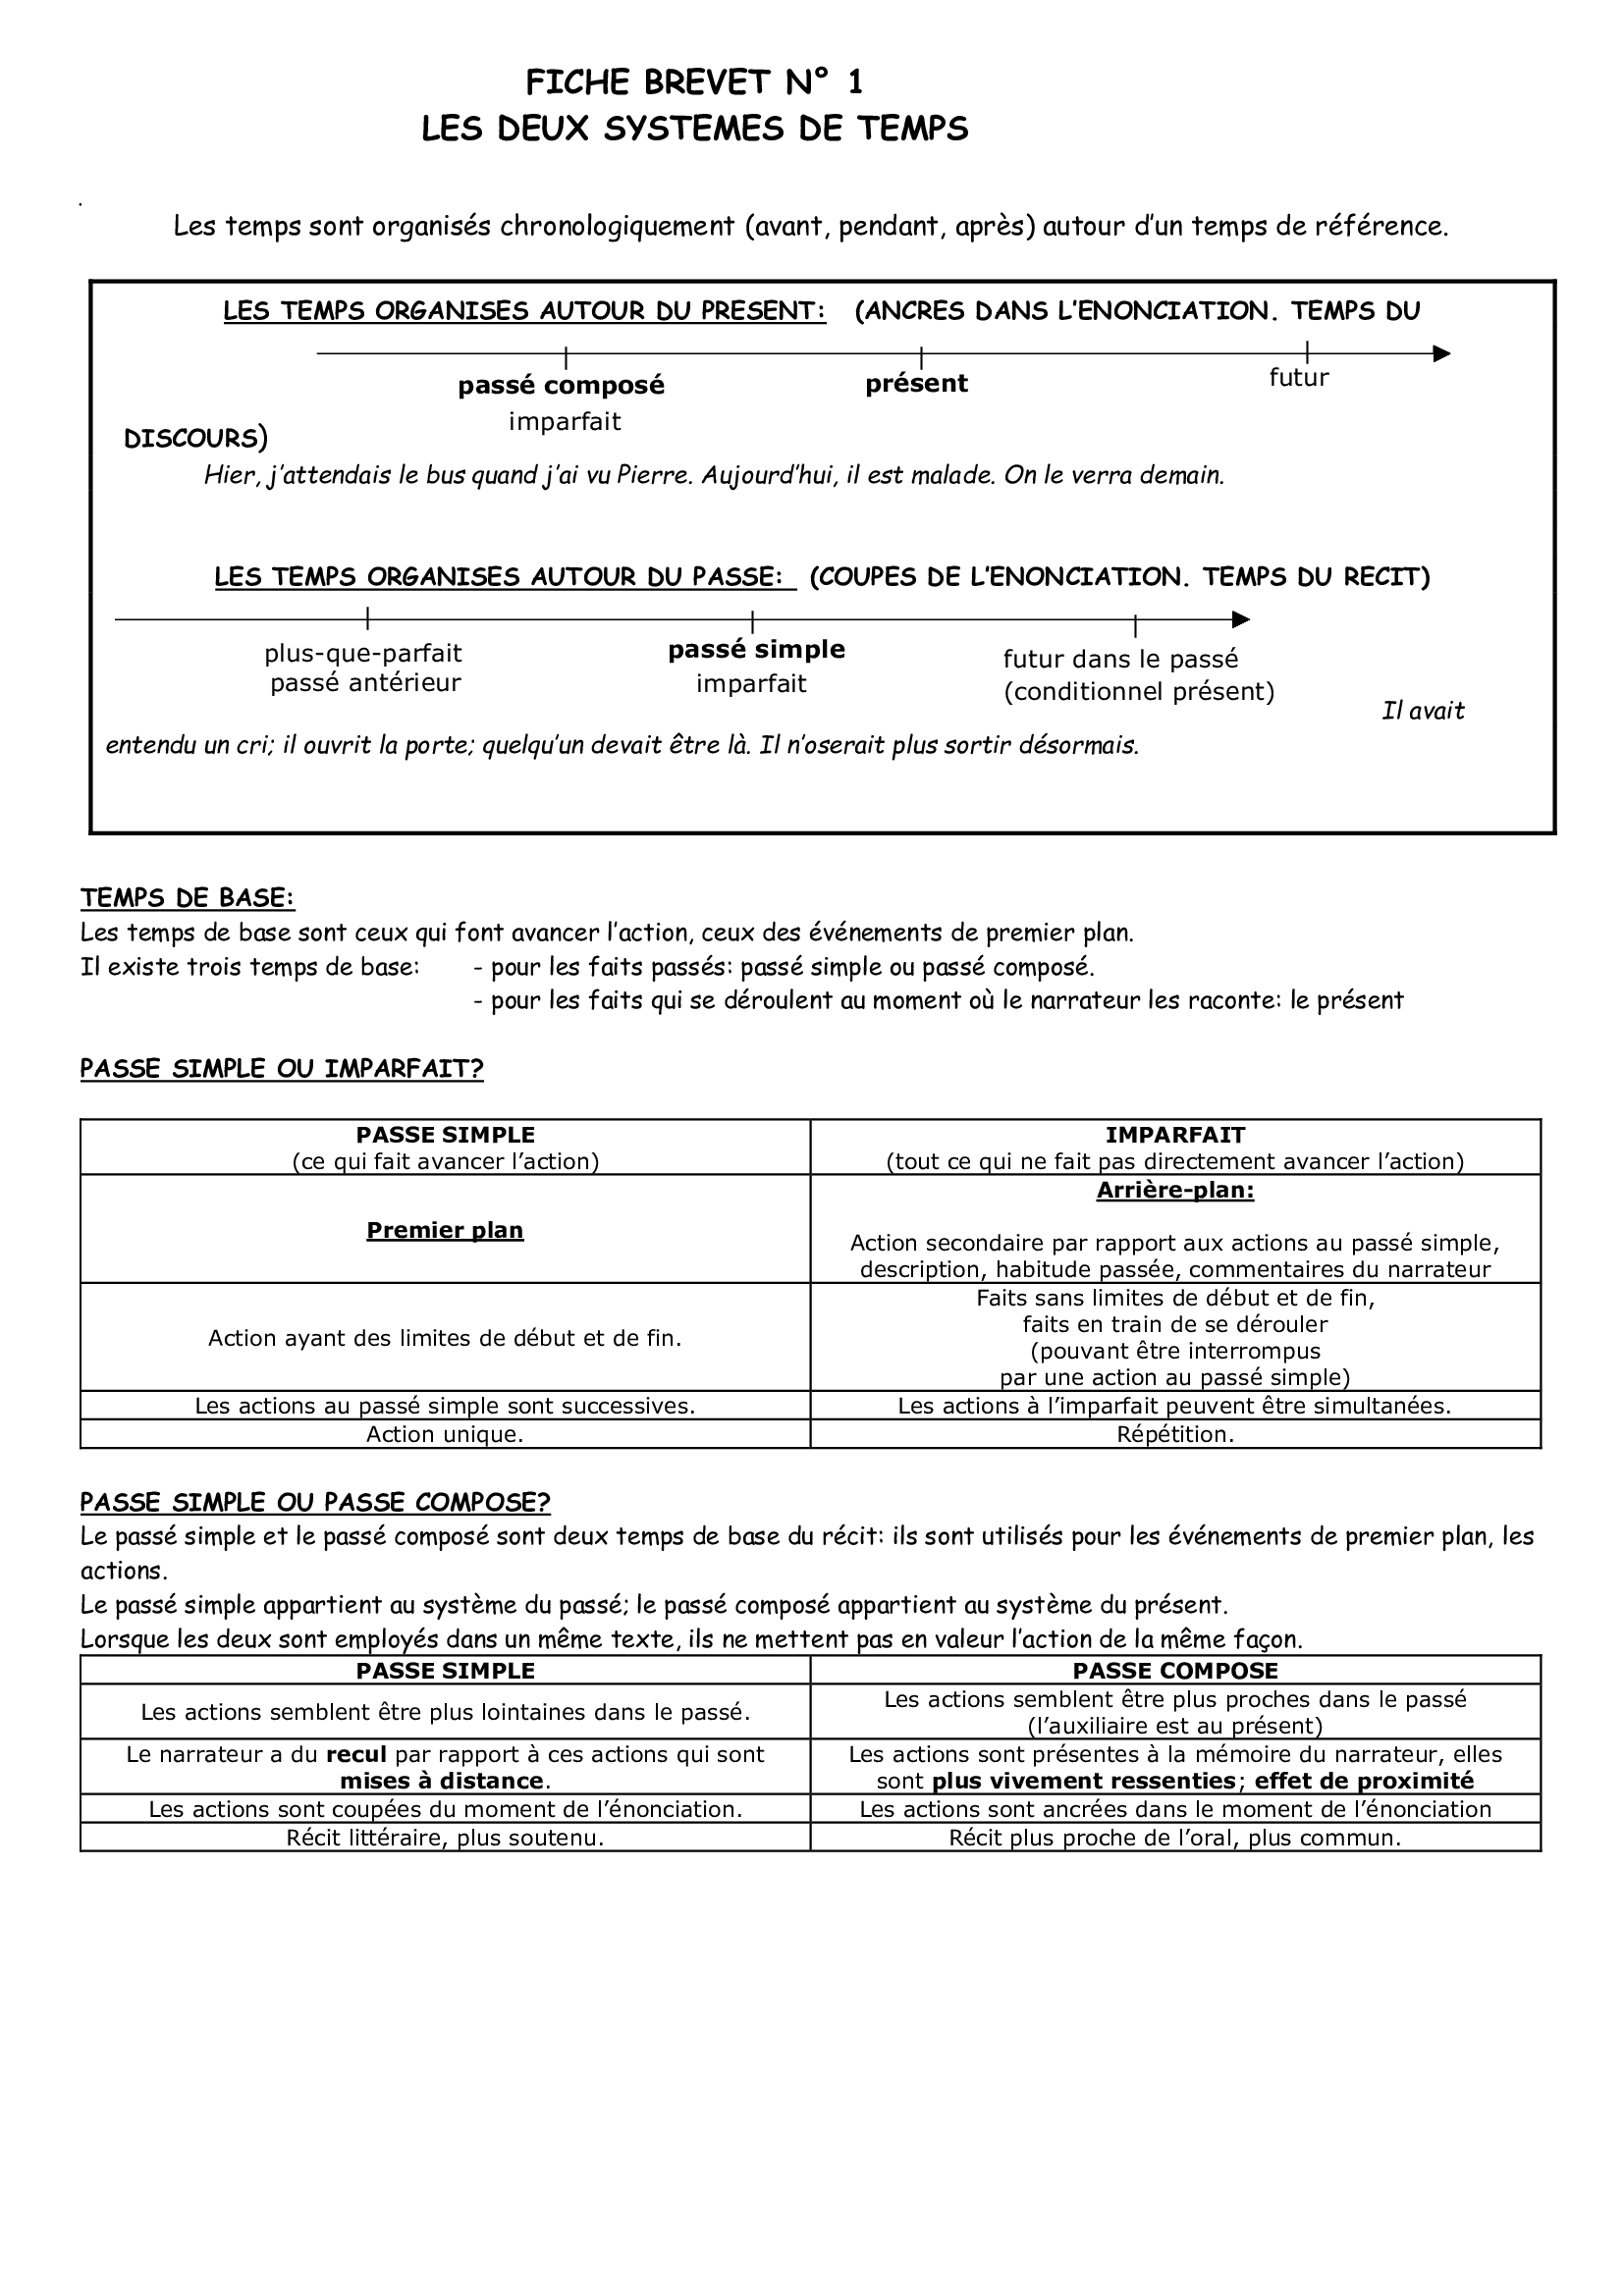 FICHE BREVET N° 1
LES DEUX SYSTEMES DE TEMPS
.
Les temps sont organisés chronologiquement (avant, pendant, après) autour d'un temps de référence.
LES TEMPS ORGANISES AUTOUR DU PRESENT: (ANCRES DANS L'ENONCIATION. TEMPS DU
passé composé présent futur
imparfait
DISCOURS)
Hier, j'attendais le bus quand j'ai vu Pierre. Aujourd'hui, il est malade. On le verra demain.
LES TEMPS ORGANISES AUTOUR DU PASSE: (COUPES DE L'ENONCIATION. TEMPS DU RECIT)
plus-que-parfait passé simple futur dans le passé
passé antérieur imparfait (conditionnel présent)
Il avait
entendu un cri; il ouvrit la porte; quelqu'un devait être là. Il n'oserait plus sortir désormais.
TEMPS DE BASE:
Les temps de base sont ceux qui font avancer l'action, ceux des événements de premier plan.
Il existe trois temps de base: - pour les faits passés: passé simple ou passé composé.
- pour les faits qui se déroulent au moment où le narrateur les raconte: le présent
PASSE SIMPLE OU IMPARFAIT?
PASSE SIMPLE
(ce qui fait avancer l'action)
IMPARFAIT
(tout ce qui ne fait pas directement avancer l'action)
Premier plan
Arrière-plan:
Action secondaire par rapport aux actions au passé simple,
description, habitude passée, commentaires du narrateur
Action ayant des limites de début et de fin.
Faits sans limites de début et de fin,
faits en train de se dérouler
(pouvant être interrompus
par une action au passé simple)
Les actions au passé simple sont successives.
Les actions à l'imparfait peuvent être simultanées.
Action unique.
Répétition.
PASSE SIMPLE OU PASSE COMPOSE?
Le passé simple et le passé composé sont deux temps de base du récit: ils sont utilisés pour les événements de premier plan, les
actions.
Le passé simple appartient au système du passé; le passé composé appartient au système du présent.
Lorsque les deux sont employés dans un même texte, ils ne mettent pas en valeur l'action de la même façon.
PASSE SIMPLE
PASSE COMPOSE
Les actions semblent être plus lointaines dans le passé.
Les actions semblent être plus proches dans le passé
(l'auxiliaire est au présent)
Le narrateur a du recul par rapport à ces actions qui sont
mises à distance.
Les actions sont présentes à la mémoire du narrateur, elles
sont plus vivement ressenties; effet de proximité
Les actions sont coupées du moment de l'énonciation.
Les actions sont ancrées dans le moment de l'énonciation
Récit littéraire, plus soutenu.
Récit plus proche de l'oral, plus commun.